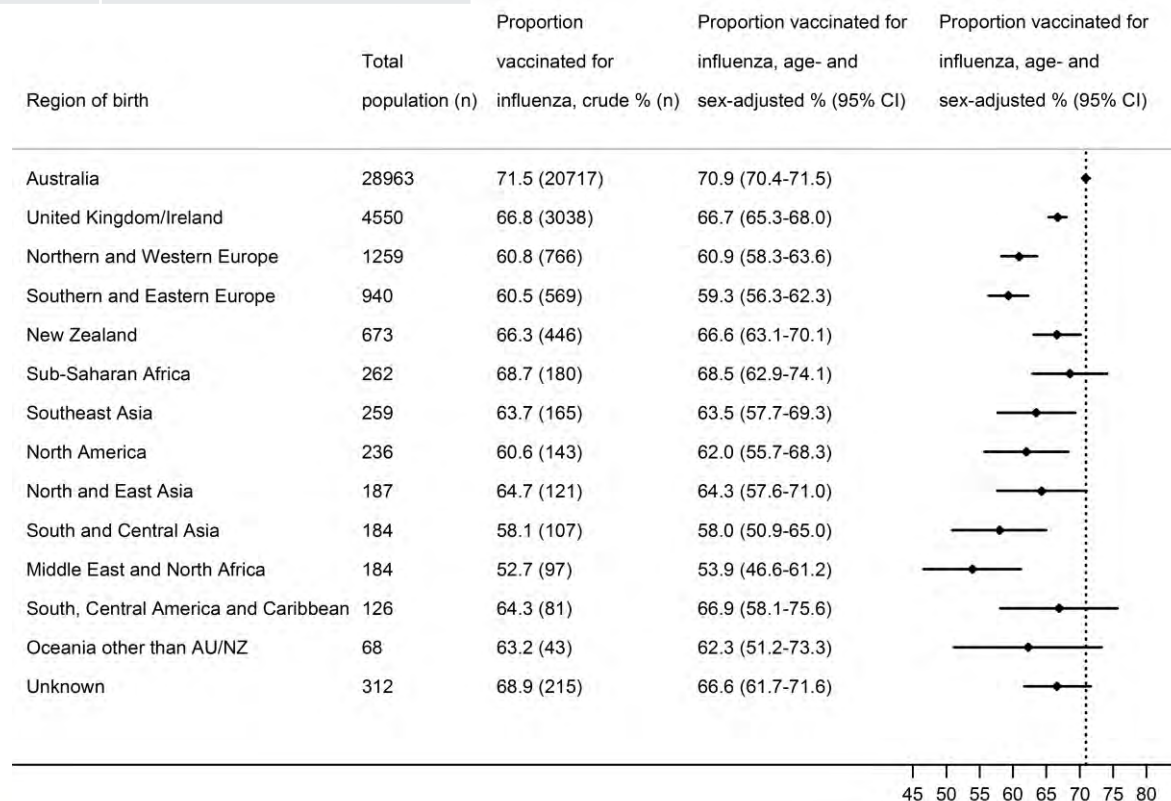 Region of birth Total population (n) Proportion vaccinated for influenza, crude % (n) Proportion vaccinated for influenza, age- and sex-adjusted % (95% CI) Proportion vaccinated for influenza, age- and sex-adjusted % (95% CI)
Australia 28963 71.5 (20717) 70.9 (70.4-71.5)
United Kingdom/Ireland 4550 66.8 (3038) 66.7 (65.3-68.0)
Northern and Western Europe 1259 60.8 (766) 60.9 (58.3-63.6)
Southern and Eastern Europe 940 60.5 (569) 59.3 (56.3-62.3)
New Zealand 673 66.3 (446) 66.6 (63.1-70.1)
Sub-Saharan Africa 262 68.7 (180) 68.5 (62.9-74.1)
Southeast Asia 259 63.7 (165) 63.5 (57.7-69.3)
North America 236 60.6 (143) 62.0 (55.7-68.3)
North and East Asia 187 64.7 (121) 64.3 (57.6-71.0)
South and Central Asia 184 58.1 (107) 58.0 (50.9-65.0)
Middle East and North Africa 184 52.7 (97) 53.9 (46.6-61.2)
South, Central America and Caribbean 126 64.3 (81) 66.9 (58.1-75.6)
Oceania other than AU/NZ 68 63.2 (43) 62.3 (51.2-73.3)
Unknown 312 68.9 (215) 66.6 (61.7-71.6)
45 50 55 60 65 70 75 80